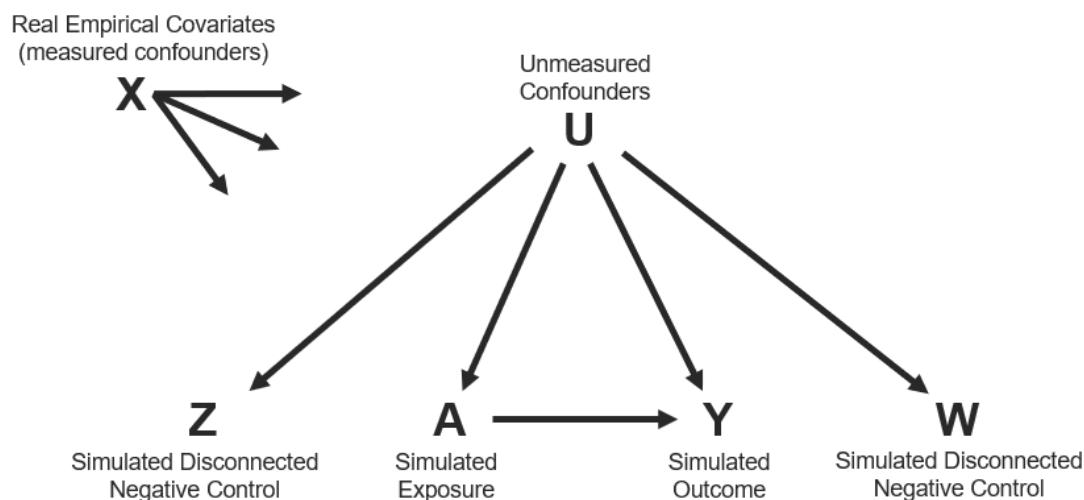 Real Empirical Covariates
(measured confounders)
X
Unmeasured
Confounders
U
Z
A
Y
W
Simulated Disconnected
Negative Control
Simulated
Exposure
Simulated
Outcome
Simulated Disconnected
Negative Control